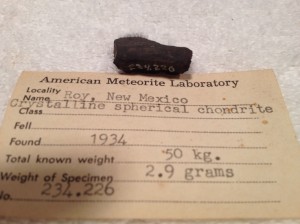 American Meteorite Laboratory
Locality
Name Roy, New Mexico
Crystalline spherical chondrite
Class
Fell
Found 1934
Total known weight 50 kg.
Weight of Specimen 2.9 grams
No. 234.226